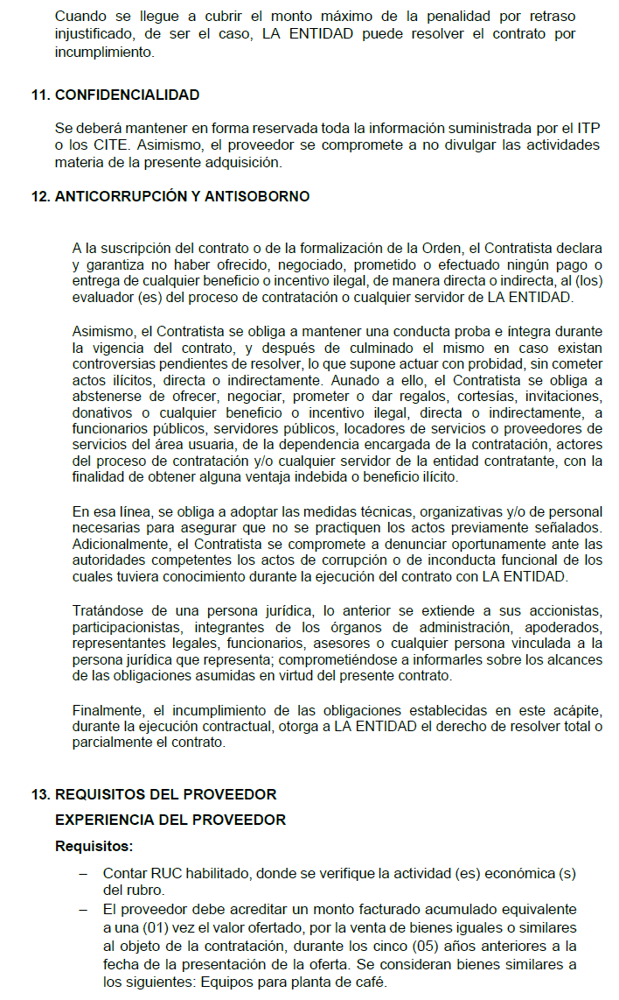 Cuando se llegue a cubrir el monto máximo de la penalidad por retraso
injustificado, de ser el caso, LA ENTIDAD puede resolver el contrato por
incumplimiento.
11. CONFIDENCIALIDAD
Se deberá mantener en forma reservada toda la información suministrada por el ITP
o los CITE. Asimismo, el proveedor se compromete a no divulgar las actividades
materia de la presente adquisición.
12. ANTICORRUPCIÓN Y ANTISOBORNO
A la suscripción del contrato o de la formalización de la Orden, el Contratista declara
y garantiza no haber ofrecido, negociado, prometido o efectuado ningún pago o
entrega de cualquier beneficio o incentivo ilegal, de manera directa o indirecta, al (los)
evaluador (es) del proceso de contratación o cualquier servidor de LA ENTIDAD.
Asimismo, el Contratista se obliga a mantener una conducta proba e íntegra durante
la vigencia del contrato, y después de culminado el mismo en caso existan
controversias pendientes de resolver, lo que supone actuar con probidad, sin cometer
actos ilícitos, directa o indirectamente. Aunado a ello, el Contratista se obliga a
abstenerse de ofrecer, negociar, prometer o dar regalos, cortesías, invitaciones,
donativos o cualquier beneficio o incentivo ilegal, directa o indirectamente, a
funcionarios públicos, servidores públicos, locadores de servicios o proveedores de
servicios del área usuaria, de la dependencia encargada de la contratación, actores
del proceso de contratación y/o cualquier servidor de la entidad contratante, con la
finalidad de obtener alguna ventaja indebida o beneficio ilícito.
En esa línea, se obliga a adoptar las medidas técnicas, organizativas y/o de personal
necesarias para asegurar que no se practiquen los actos previamente señalados.
Adicionalmente, el Contratista se compromete a denunciar oportunamente ante las
autoridades competentes los actos de corrupción o de inconducta funcional de los
cuales tuviera conocimiento durante la ejecución del contrato con LA ENTIDAD.
Tratándose de una persona jurídica, lo anterior se extiende a sus accionistas,
participacionistas, integrantes de los órganos de administración, apoderados,
representantes legales, funcionarios, asesores o cualquier persona vinculada a la
persona jurídica que representa; comprometiéndose a informarles sobre los alcances
de las obligaciones asumidas en virtud del presente contrato.
Finalmente, el incumplimiento de las obligaciones establecidas en este acápite,
durante la ejecución contractual, otorga a LA ENTIDAD el derecho de resolver total o
parcialmente el contrato.
13. REQUISITOS DEL PROVEEDOR
EXPERIENCIA DEL PROVEEDOR
Requisitos:
– Contar RUC habilitado, donde se verifique la actividad (es) económica (s)
del rubro.
– El proveedor debe acreditar un monto facturado acumulado equivalente
a una (01) vez el valor ofertado, por la venta de bienes iguales o similares
al objeto de la contratación, durante los cinco (05) años anteriores a la
fecha de la presentación de la oferta. Se consideran bienes similares a
los siguientes: Equipos para planta de café.